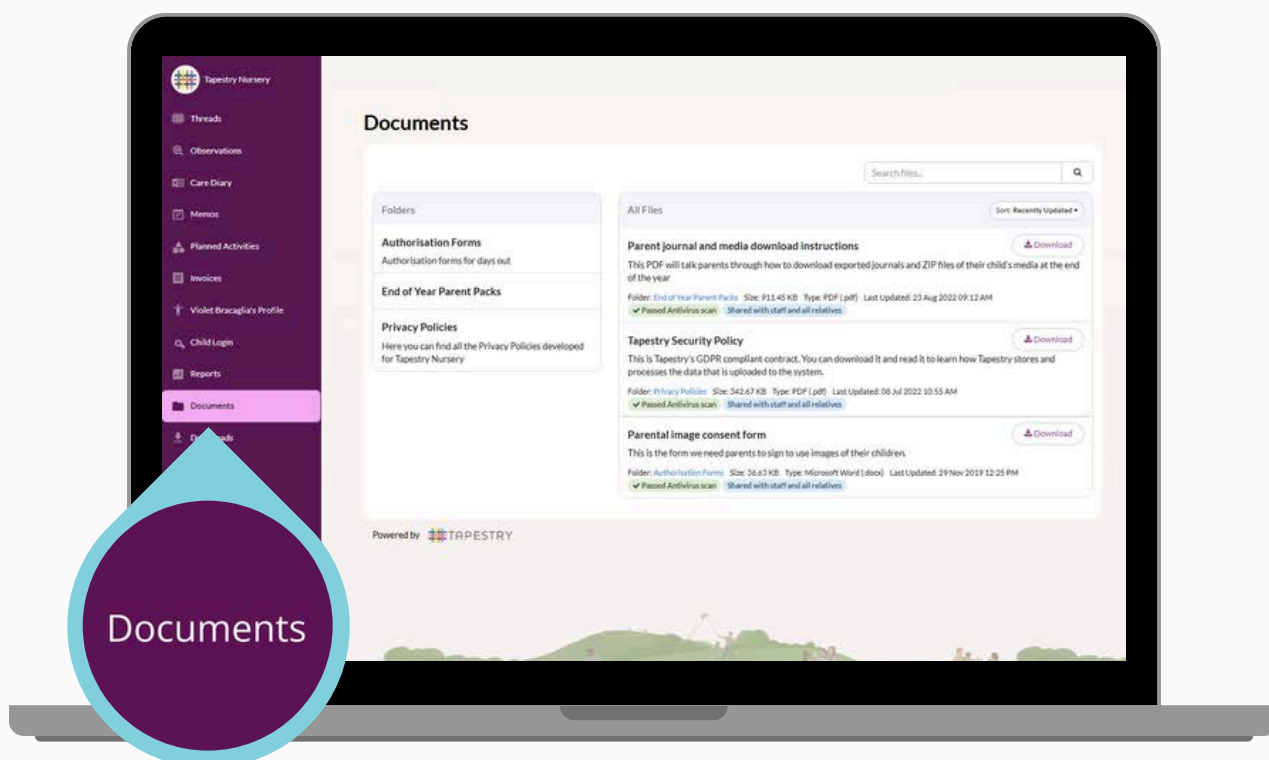 Tapestry Nursery
Threads
Observations
Care Diary
Memos
Planned Activities
Invoices
Violet Bracaglia's Profile
Child Login
Reports
Documents
Documents
Documents
Search files...
Folders
Authorisation Forms
Authorisation forms for days out
End of Year Parent Packs
Privacy Policies
Here you can find all the Privacy Policies developed
for Tapestry Nursery
All Files
Sort: Recently Updated
Parent journal and media download instructions
Download
This PDF will talk parents through how to download exported journals and ZIP files of their child's media at the end
of the year
Folder: End of Year Parent Packs Size: 911.45 KB Type: PDF (.pdf) Last Updated: 23 Aug 2022 09:12 AM
Passed Antivirus scan Shared with staff and all relatives
Tapestry Security Policy
Download
This is Tapestry's GDPR compliant contract. You can download it and read it to learn how Tapestry stores and
processes the data that is uploaded to the system.
Folder: Privacy Policies Size: 342.67 KB Type: PDF (.pdf) Last Updated: 08 Jul 2022 10:55 AM
Passed Antivirus scan Shared with staff and all relatives
Parental image consent form
Download
This is the form we need parents to sign to use images of their children.
Folder: Authorisation Forms Size: 36.63 KB Type: Microsoft Word (.docx) Last Updated: 29 Nov 2019 12:25 PM
Passed Antivirus scan Shared with staff and all relatives
Powered by TAPESTRY